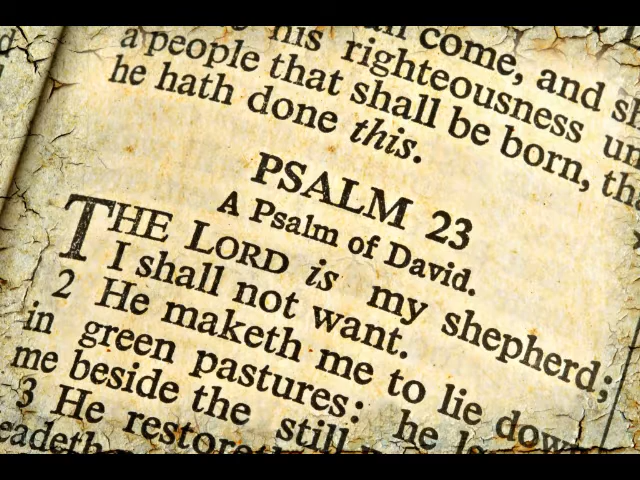 come, and
his righteousness
a people that shall be born,
he hath done this.
PSALM 23
A Psalm of David.
THE LORD is my shepherd;
I shall not want.
2 He maketh me to lie down
in green pastures: he
me beside the still
3 He